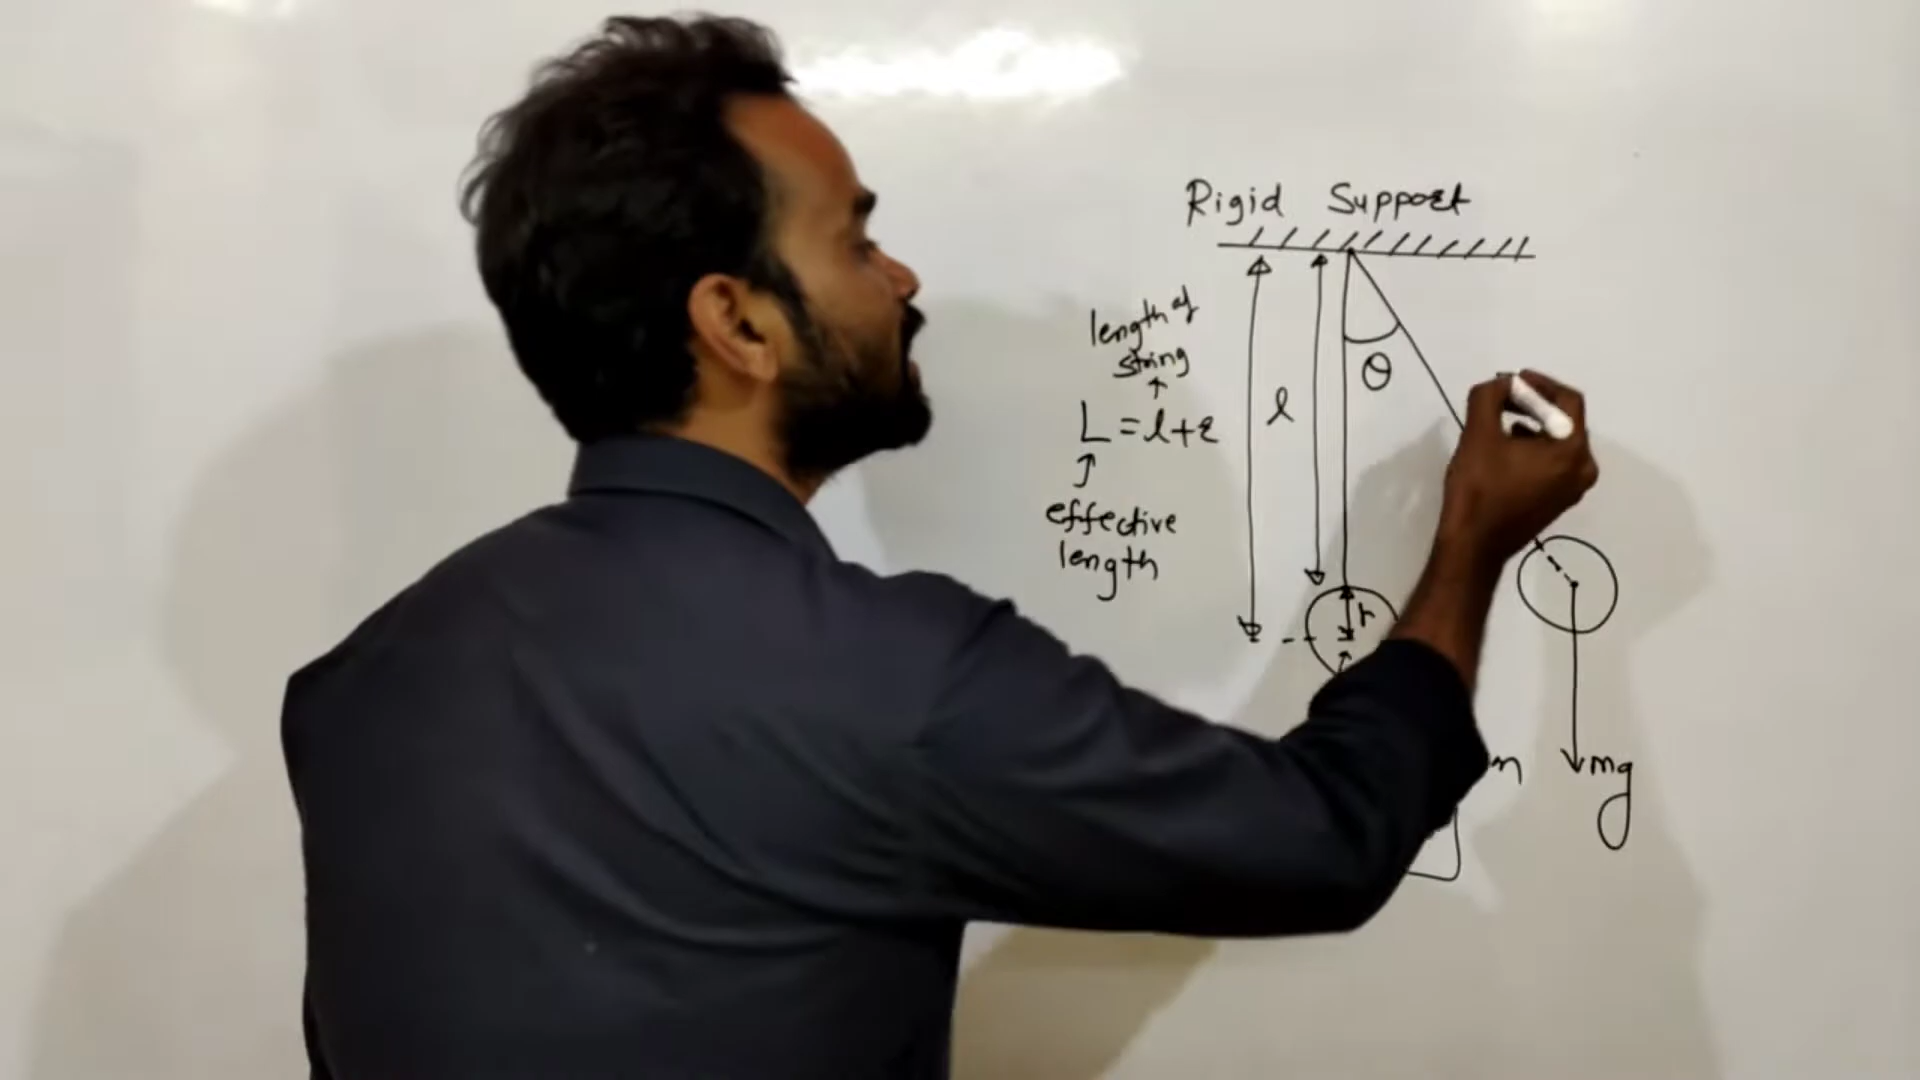 Rigid Support
length of
string
L = l + r
effective
length
l
θ
r
mg